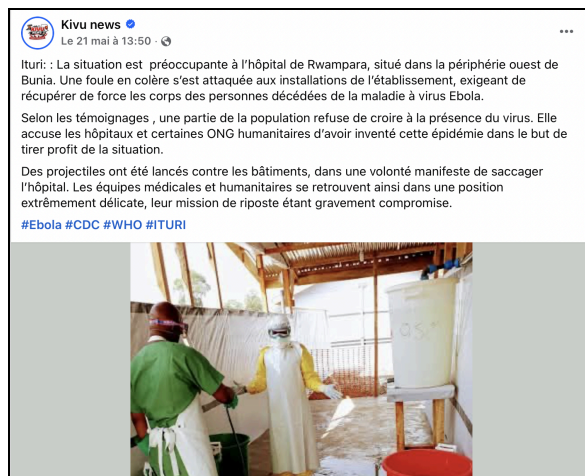 Kivu news
Le 21 mai à 13:50 ·
Ituri: : La situation est préoccupante à l’hôpital de Rwampara, situé dans la périphérie ouest de
Bunia. Une foule en colère s’est attaquée aux installations de l’établissement, exigeant de
récupérer de force les corps des personnes décédées de la maladie à virus Ebola.
Selon les témoignages , une partie de la population refuse de croire à la présence du virus. Elle
accuse les hôpitaux et certaines ONG humanitaires d’avoir inventé cette épidémie dans le but de
tirer profit de la situation.
Des projectiles ont été lancés contre les bâtiments, dans une volonté manifeste de saccager
l’hôpital. Les équipes médicales et humanitaires se retrouvent ainsi dans une position
extrêmement délicate, leur mission de riposte étant gravement compromise.
#Ebola #CDC #WHO #ITURI